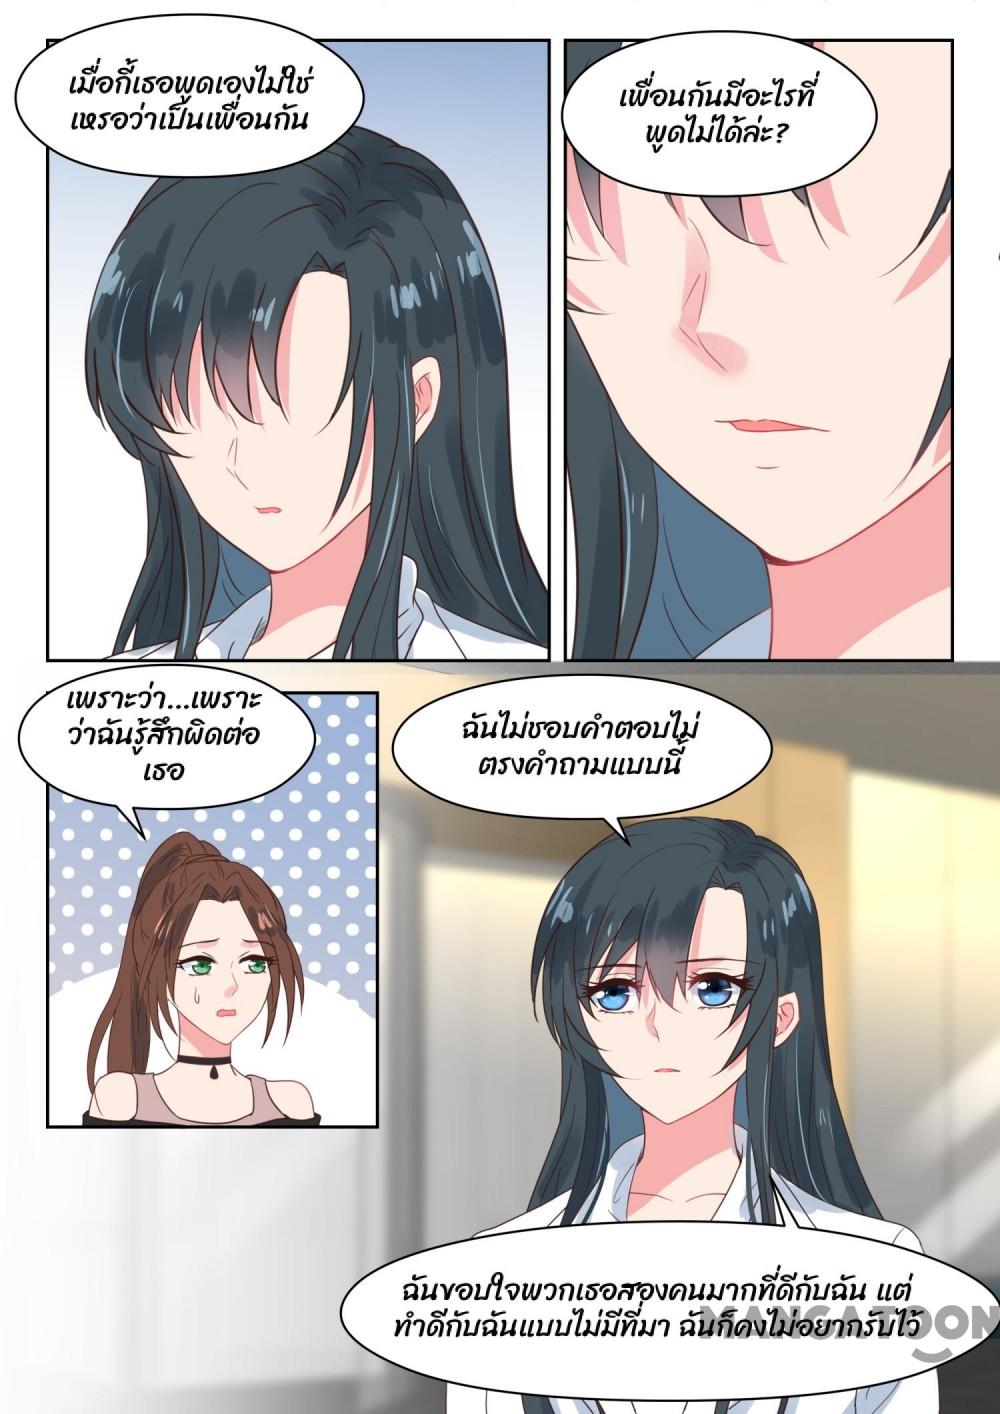 เมื่อกี้เธอพูดเองไม่ใช่
เหรอว่าเป็นเพื่อนกัน
เพื่อนกันมีอะไรที่
พูดไม่ได้ล่ะ?
เพราะว่า...เพราะ
ว่าฉันรู้สึกผิดต่อ
เธอ
ฉันไม่ชอบคำตอบไม่
ตรงคำถามแบบนี้
ฉันขอบใจพวกเธอสองคนมากที่ดีกับฉัน แต่
ทำดีกับฉันแบบไม่มีที่มา ฉันก็คงไม่อยากรับไว้
MANGATOON